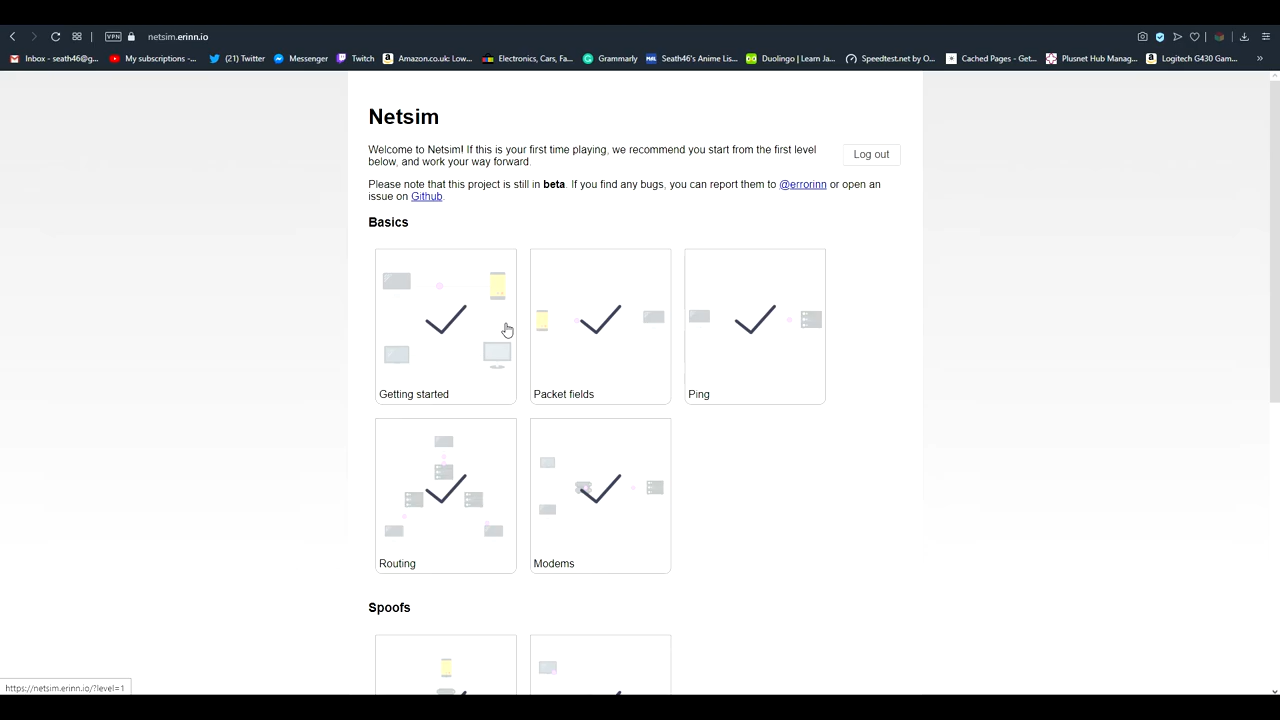 VPN netsim.erinn.io
Inbox - seath46@g... My subscriptions -... (21) Twitter Messenger Twitch Amazon.co.uk: Low... Electronics, Cars, Fa... Grammarly MAL Seath46's Anime Lis... Duolingo | Learn Ja... Speedtest.net by O... Cached Pages - Get... Plusnet Hub Manag... Logitech G430 Gam... »
Netsim
Welcome to Netsim! If this is your first time playing, we recommend you start from the first level
below, and work your way forward.
Log out
Please note that this project is still in beta. If you find any bugs, you can report them to @errorinn or open an
issue on Github.
Basics
Getting started Packet fields Ping
Routing Modems
Spoofs
https://netsim.erinn.io/?level=1